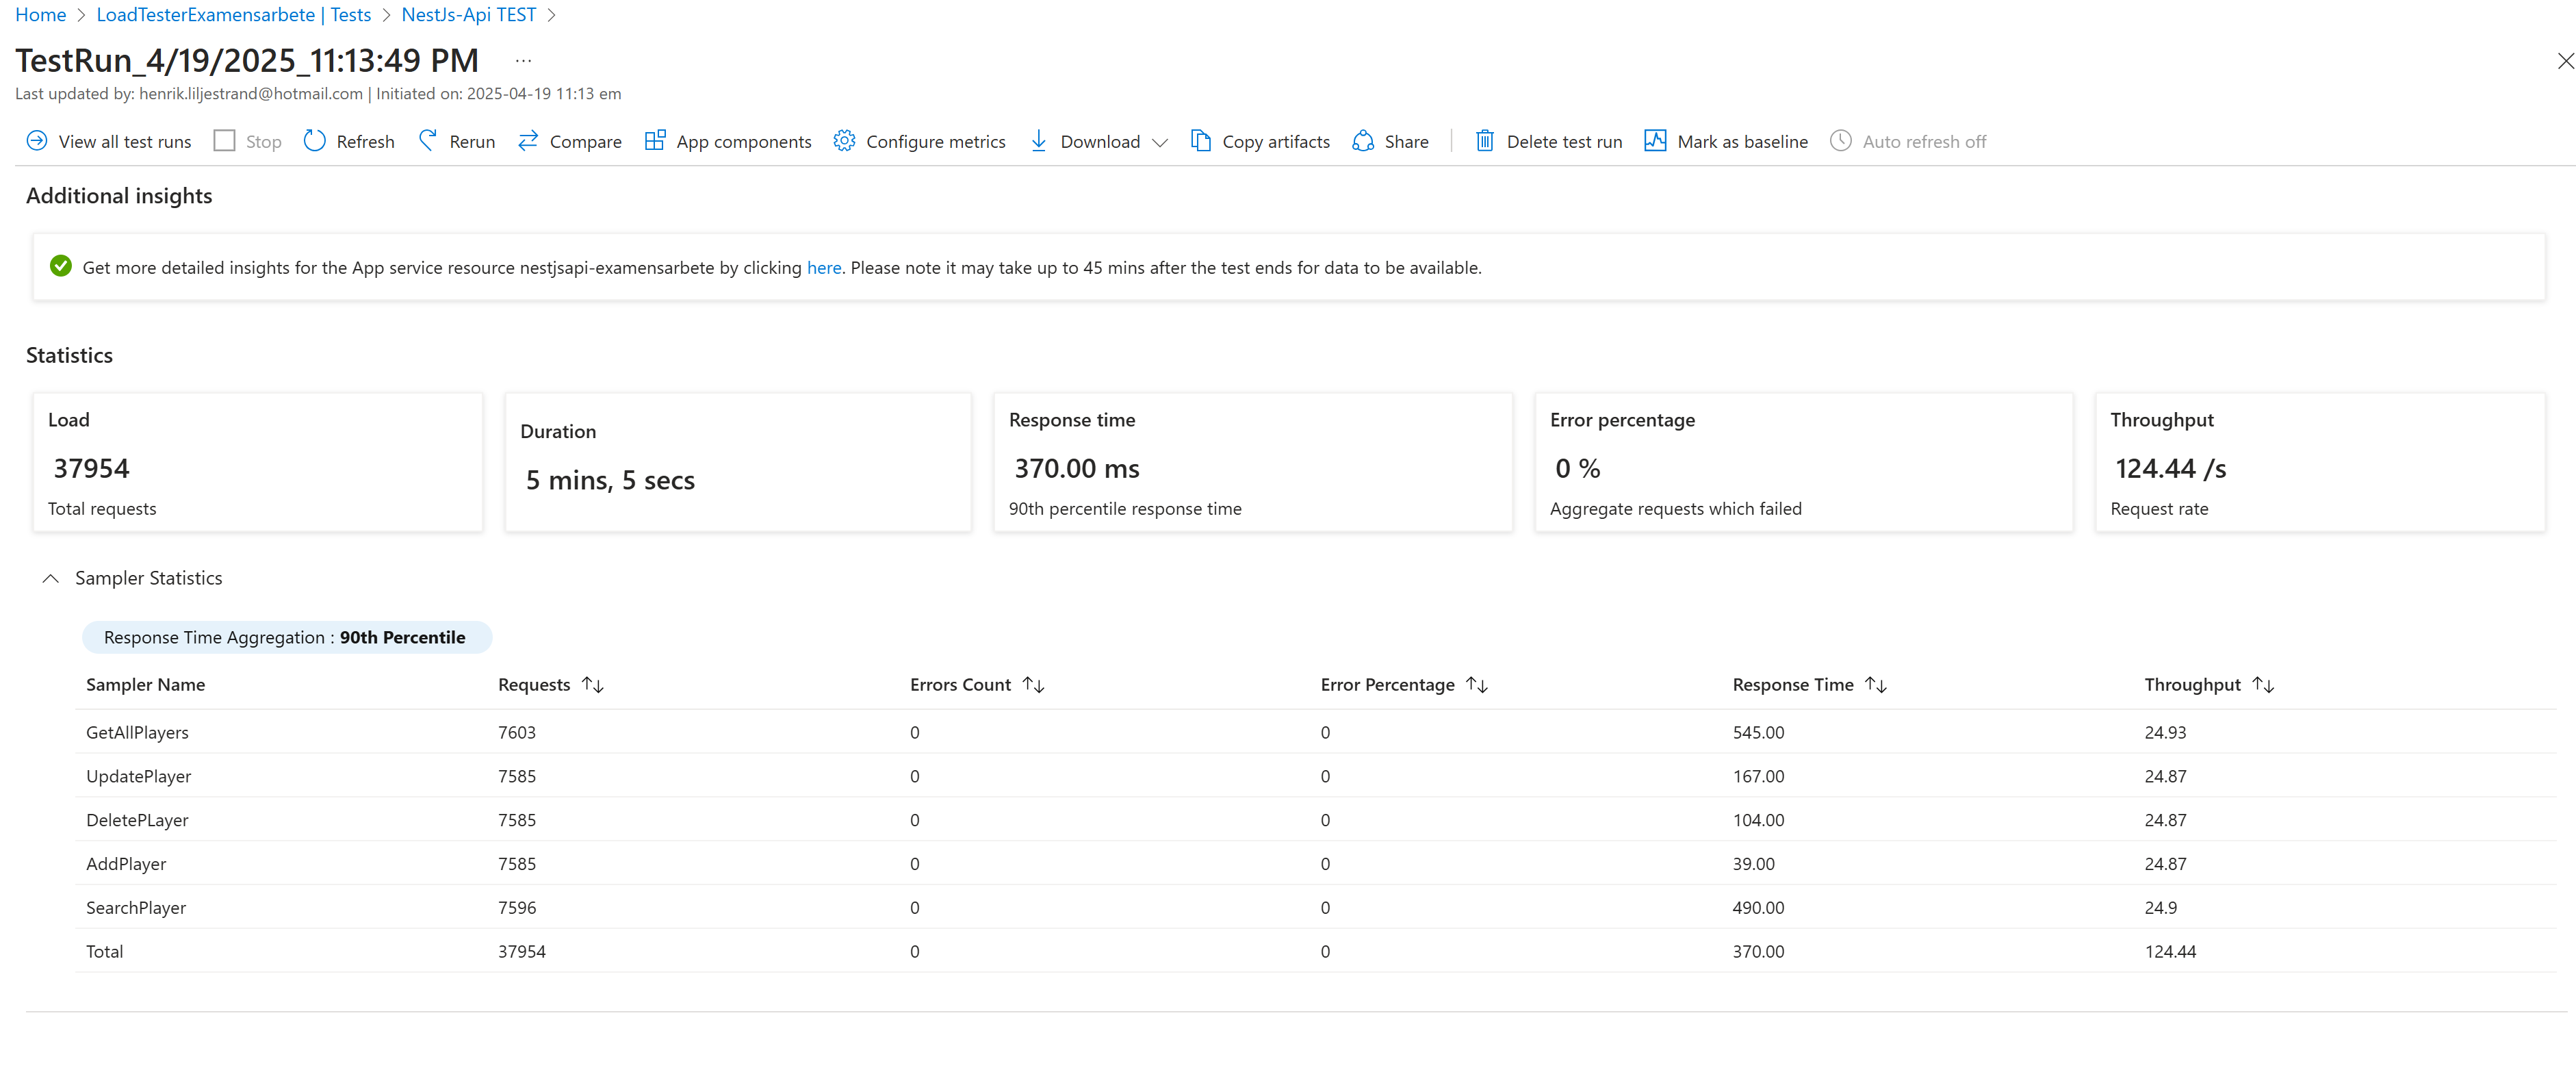 Home > LoadTesterExamensarbete | Tests > NestJs-Api TEST >
TestRun_4/19/2025_11:13:49 PM ...
Last updated by: henrik.liljestrand@hotmail.com | Initiated on: 2025-04-19 11:13 em
View all test runs Stop Refresh Rerun Compare App components Configure metrics Download Copy artifacts Share Delete test run Mark as baseline Auto refresh off
Additional insights
Get more detailed insights for the App service resource nestjsapi-examensarbete by clicking here. Please note it may take up to 45 mins after the test ends for data to be available.
Statistics
Load
37954
Total requests
Duration
5 mins, 5 secs
Response time
370.00 ms
90th percentile response time
Error percentage
0 %
Aggregate requests which failed
Throughput
124.44 /s
Request rate
Sampler Statistics
Response Time Aggregation : 90th Percentile
Sampler Name Requests ↑↓ Errors Count ↑↓ Error Percentage ↑↓ Response Time ↑↓ Throughput ↑↓
GetAllPlayers 7603 0 0 545.00 24.93
UpdatePlayer 7585 0 0 167.00 24.87
DeletePLayer 7585 0 0 104.00 24.87
AddPlayer 7585 0 0 39.00 24.87
SearchPlayer 7596 0 0 490.00 24.9
Total 37954 0 0 370.00 124.44